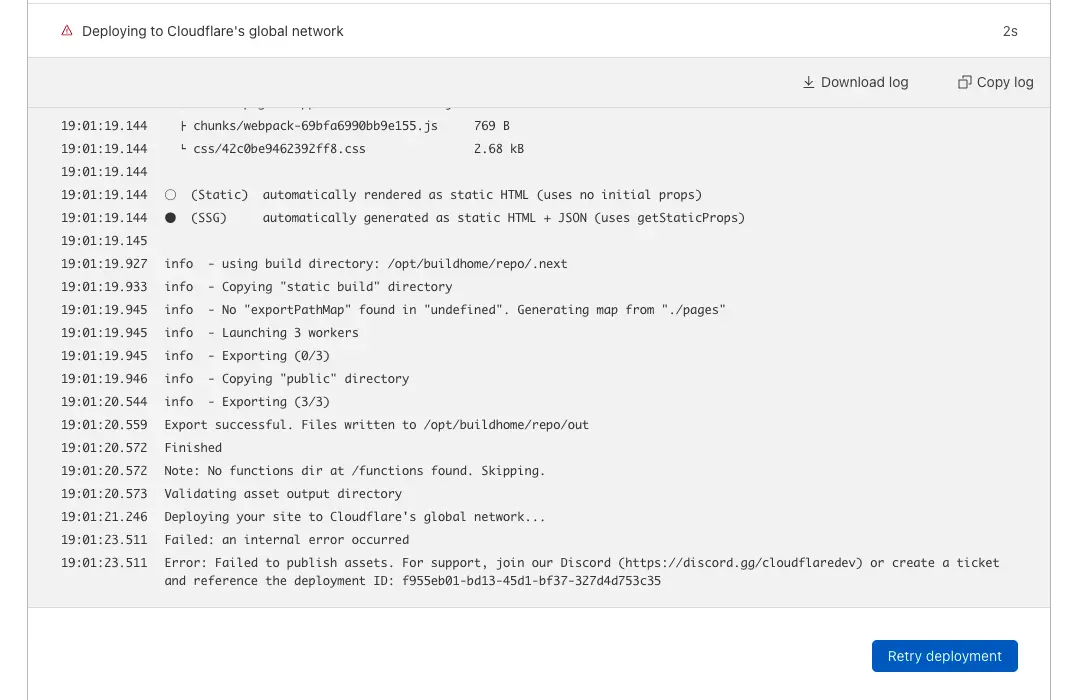 Deploying to Cloudflare's global network 2s
Download log Copy log
19:01:19.144 ├ chunks/webpack-69bfa6990bb9e155.js 769 B
19:01:19.144 └ css/42c0be9462392ff8.css 2.68 kB
19:01:19.144
19:01:19.144 ○ (Static) automatically rendered as static HTML (uses no initial props)
19:01:19.144 ● (SSG) automatically generated as static HTML + JSON (uses getStaticProps)
19:01:19.145
19:01:19.927 info - using build directory: /opt/buildhome/repo/.next
19:01:19.933 info - Copying "static build" directory
19:01:19.945 info - No "exportPathMap" found in "undefined". Generating map from "./pages"
19:01:19.945 info - Launching 3 workers
19:01:19.945 info - Exporting (0/3)
19:01:19.946 info - Copying "public" directory
19:01:20.544 info - Exporting (3/3)
19:01:20.559 Export successful. Files written to /opt/buildhome/repo/out
19:01:20.572 Finished
19:01:20.572 Note: No functions dir at /functions found. Skipping.
19:01:20.573 Validating asset output directory
19:01:21.246 Deploying your site to Cloudflare's global network...
19:01:23.511 Failed: an internal error occurred
19:01:23.511 Error: Failed to publish assets. For support, join our Discord (https://discord.gg/cloudflaredev) or create a ticket
and reference the deployment ID: f955eb01-bd13-45d1-bf37-327d4d753c35
Retry deployment